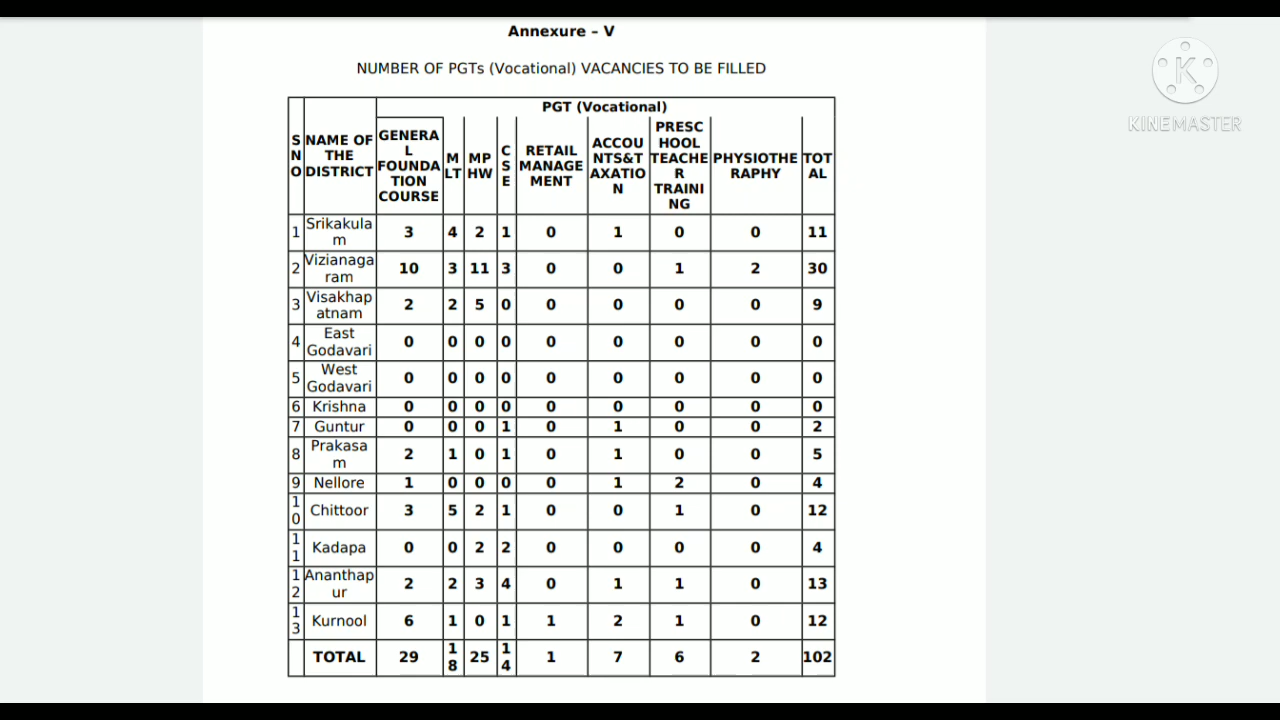 Annexure – V
NUMBER OF PGTs (Vocational) VACANCIES TO BE FILLED
K
KINEMASTER
PGT (Vocational)
S N O NAME OF THE DISTRICT GENERA L FOUNDA TION COURSE M LT MP HW C S E RETAIL MANAGE MENT ACCOU NTS&T AXATIO N PRESC HOOL TEACHE R TRAINI NG PHYSIOTHE RAPHY TOT AL
1 Srikakula m 3 4 2 1 0 1 0 0 11
2 Vizianaga ram 10 3 11 3 0 0 1 2 30
3 Visakhap atnam 2 2 5 0 0 0 0 0 9
4 East Godavari 0 0 0 0 0 0 0 0 0
5 West Godavari 0 0 0 0 0 0 0 0 0
6 Krishna 0 0 0 0 0 0 0 0 0
7 Guntur 0 0 0 1 0 1 0 0 2
8 Prakasa m 2 1 0 1 0 1 0 0 5
9 Nellore 1 0 0 0 0 1 2 0 4
1 0 Chittoor 3 5 2 1 0 0 1 0 12
1 1 Kadapa 0 0 2 2 0 0 0 0 4
1 2 Ananthap ur 2 2 3 4 0 1 1 0 13
1 3 Kurnool 6 1 0 1 1 2 1 0 12
TOTAL 29 1 8 25 1 4 1 7 6 2 102